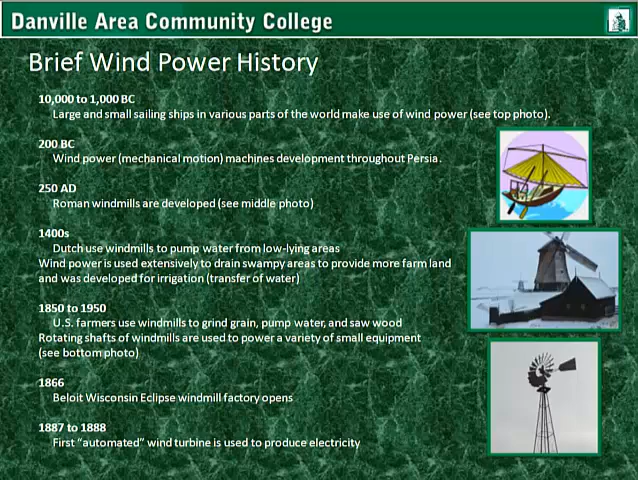 Danville Area Community College
Brief Wind Power History
10,000 to 1,000 BC
Large and small sailing ships in various parts of the world make use of wind power (see top photo).
200 BC
Wind power (mechanical motion) machines development throughout Persia.
250 AD
Roman windmills are developed (see middle photo)
1400s
Dutch use windmills to pump water from low-lying areas
Wind power is used extensively to drain swampy areas to provide more farm land
and was developed for irrigation (transfer of water)
1850 to 1950
U.S. farmers use windmills to grind grain, pump water, and saw wood
Rotating shafts of windmills are used to power a variety of small equipment
(see bottom photo)
1866
Beloit Wisconsin Eclipse windmill factory opens
1887 to 1888
First “automated” wind turbine is used to produce electricity